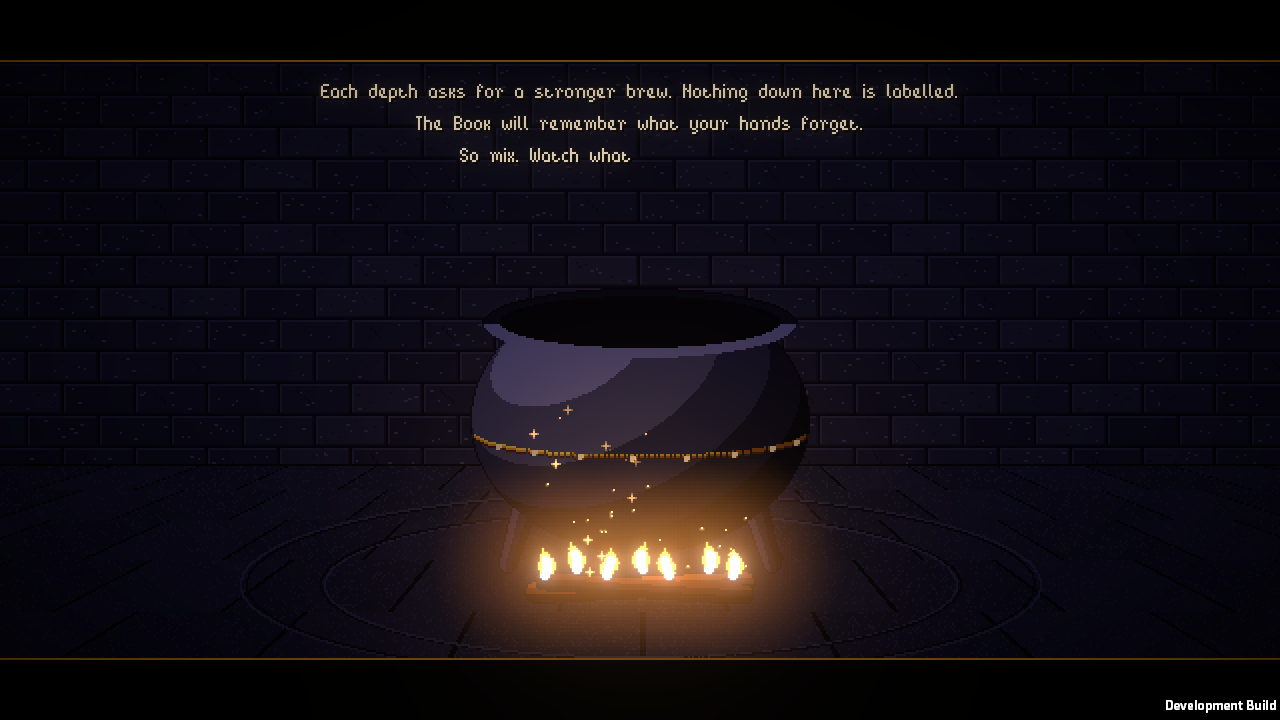 Each depth asks for a stronger brew. Nothing down here is labelled.
The Book will remember what your hands forget.
So mix. Watch what
Development Build